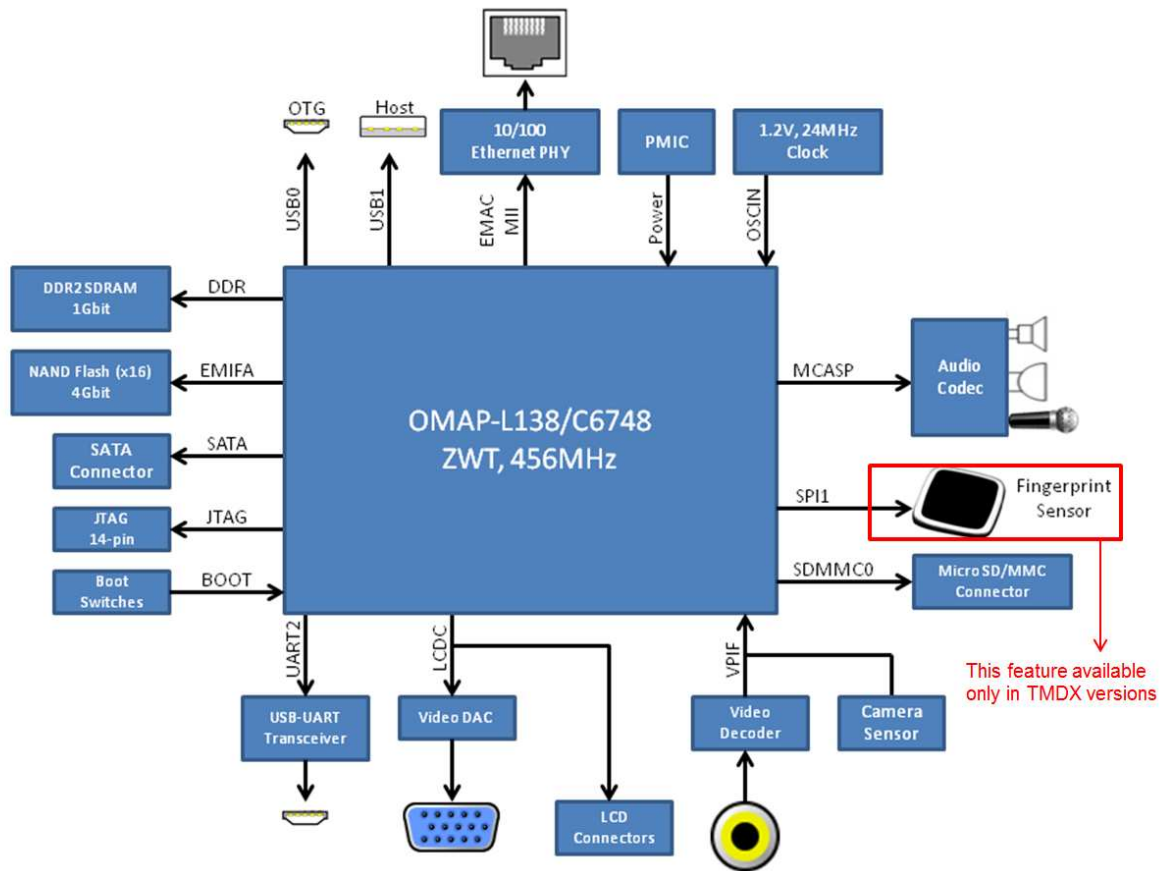 OTG
Host
10/100
Ethernet PHY
PMIC
1.2V, 24MHz
Clock
USB0
USB1
EMAC
MII
Power
OSCIN
DDR2 SDRAM
1Gbit
DDR
NAND Flash (x16)
4Gbit
EMIFA
SATA
Connector
SATA
JTAG
14-pin
JTAG
Boot
Switches
BOOT
OMAP-L138/C6748
ZWT, 456MHz
MCASP
Audio
Codec
SPI1
Fingerprint
Sensor
SDMMC0
Micro SD/MMC
Connector
This feature available
only in TMDX versions
UART2
LCDC
VPIF
USB-UART
Transceiver
Video DAC
Video
Decoder
Camera
Sensor
LCD
Connectors